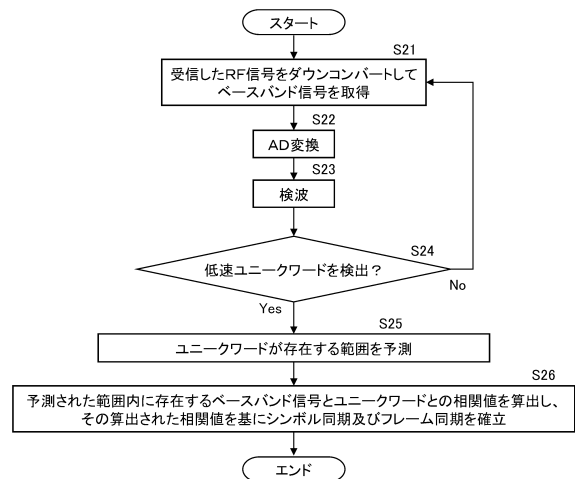 スタート
S21
受信したRF信号をダウンコンバートして
ベースバンド信号を取得
S22
AD変換
S23
検波
S24
低速ユニークワードを検出？
No
Yes
S25
ユニークワードが存在する範囲を予測
S26
予測された範囲内に存在するベースバンド信号とユニークワードとの相関値を算出し、
その算出された相関値を基にシンボル同期及びフレーム同期を確立
エンド